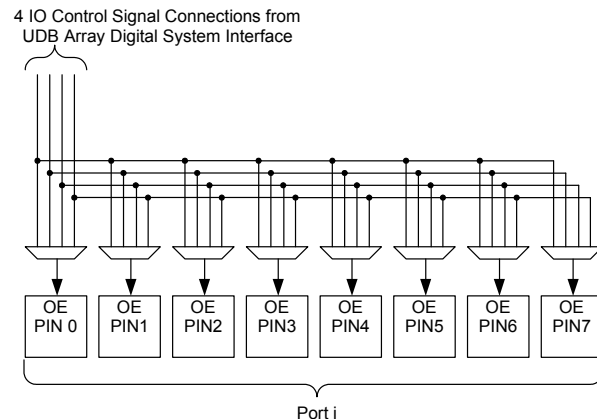 4 IO Control Signal Connections from
UDB Array Digital System Interface
OE
PIN 0
OE
PIN1
OE
PIN2
OE
PIN3
OE
PIN4
OE
PIN5
OE
PIN6
OE
PIN7
Port i